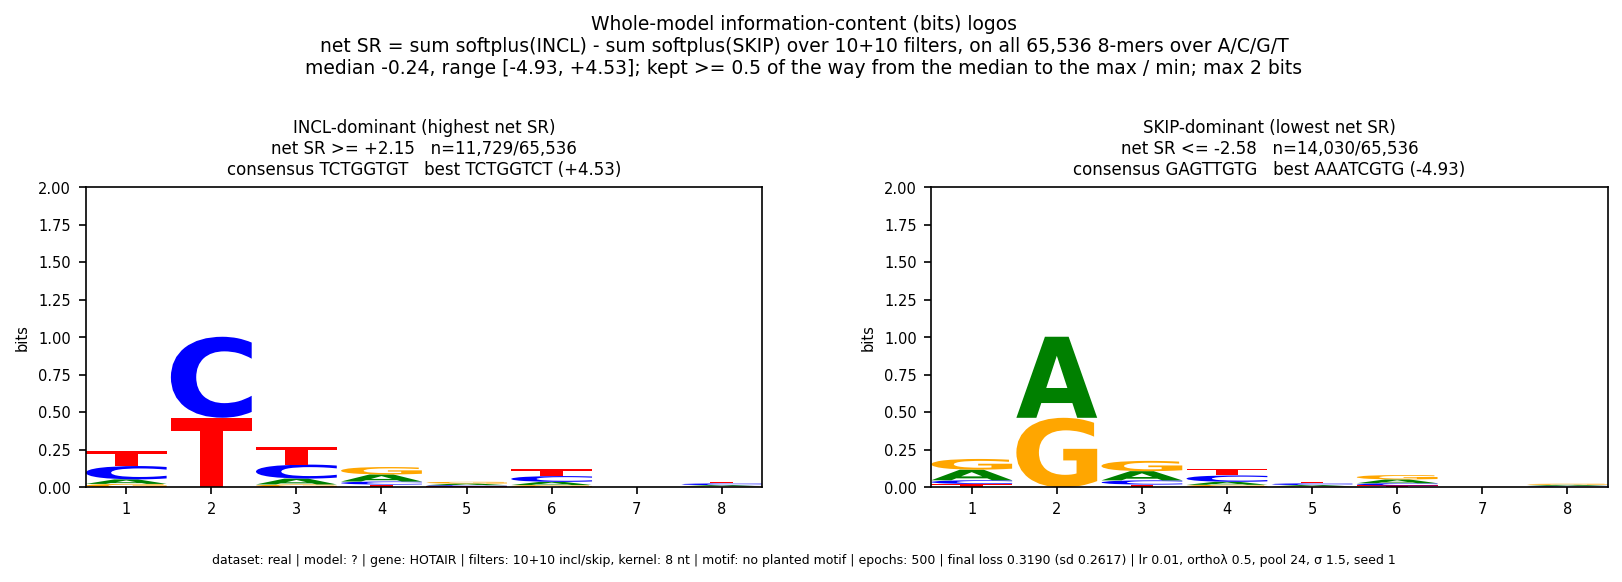 Whole-model information-content (bits) logos
net SR = sum softplus(INCL) - sum softplus(SKIP) over 10+10 filters, on all 65,536 8-mers over A/C/G/T
median -0.24, range [-4.93, +4.53]; kept >= 0.5 of the way from the median to the max / min; max 2 bits
INCL-dominant (highest net SR)
net SR >= +2.15   n=11,729/65,536
consensus TCTGGTGT   best TCTGGTCT (+4.53)
2.00
1.75
1.50
1.25
1.00
0.75
0.50
0.25
0.00
bits
1 2 3 4 5 6 7 8
SKIP-dominant (lowest net SR)
net SR <= -2.58   n=14,030/65,536
consensus GAGTTGTG   best AAATCGTG (-4.93)
2.00
1.75
1.50
1.25
1.00
0.75
0.50
0.25
0.00
bits
1 2 3 4 5 6 7 8
dataset: real | model: ? | gene: HOTAIR | filters: 10+10 incl/skip, kernel: 8 nt | motif: no planted motif | epochs: 500 | final loss 0.3190 (sd 0.2617) | lr 0.01, orthoλ 0.5, pool 24, σ 1.5, seed 1